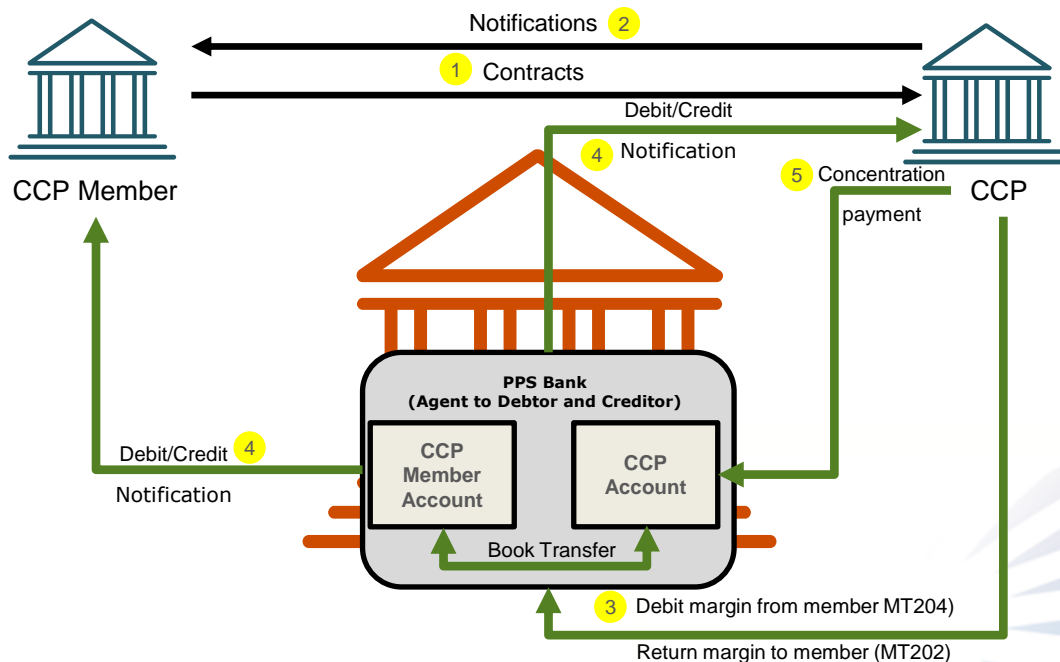 Notifications 2
1 Contracts
Debit/Credit
4 Notification
CCP Member
CCP
5 Concentration
payment
PPS Bank
(Agent to Debtor and Creditor)
CCP
Member
Account
CCP
Account
Debit/Credit 4
Notification
Book Transfer
3 Debit margin from member MT204)
Return margin to member (MT202)